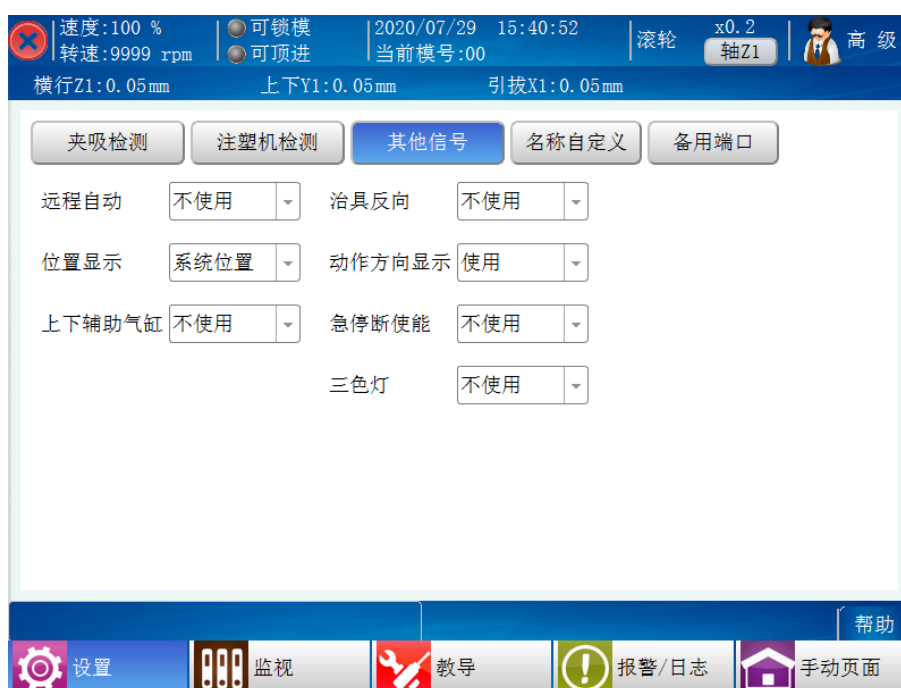 速度:100 % 可锁模 2020/07/29 15:40:52 滚轮 x0.2 高 级
转速:9999 rpm 可顶进 当前模号:00 轴Z1
横行Z1:0.05mm 上下Y1:0.05mm 引拔X1:0.05mm
夹吸检测 注塑机检测 其他信号 名称自定义 备用端口
远程自动 不使用 治具反向 不使用
位置显示 系统位置 动作方向显示 使用
上下辅助气缸 不使用 急停断使能 不使用
三色灯 不使用
帮助
设置 监视 教导 报警/日志 手动页面